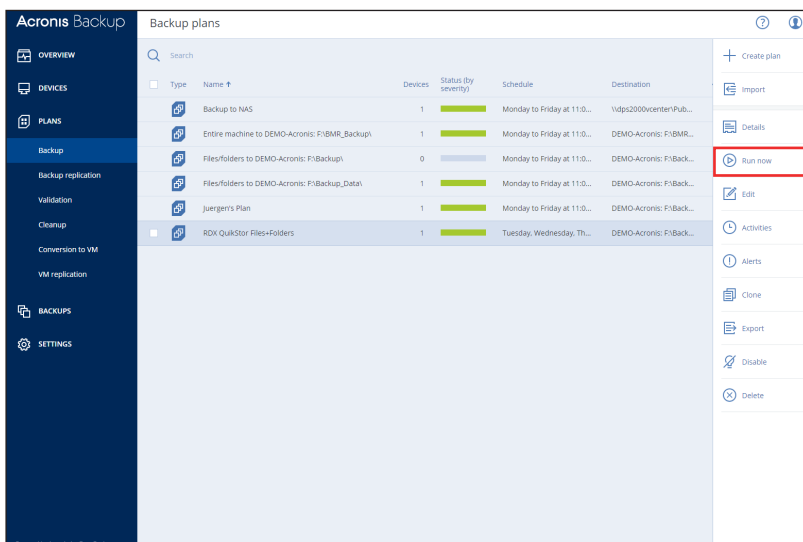 Acronis Backup
Backup plans
OVERVIEW
DEVICES
PLANS
Backup
Backup replication
Validation
Cleanup
Conversion to VM
VM replication
BACKUPS
SETTINGS
Search
Type Name ↑ Devices Status (by severity) Schedule Destination
Backup to NAS 1 Monday to Friday at 11:0... \\dps2000vcenter\Pub...
Entire machine to DEMO-Acronis: F:\BMR_Backup\ 1 Monday to Friday at 11:0... DEMO-Acronis: F:\BMR...
Files/folders to DEMO-Acronis: F:\Backup\ 0 Monday to Friday at 11:0... DEMO-Acronis: F:\Back...
Files/folders to DEMO-Acronis: F:\Backup_Data\ 1 Monday to Friday at 11:0... DEMO-Acronis: F:\Back...
Juergen's Plan 1 Monday to Friday at 11:0... DEMO-Acronis: F:\Back...
RDX QuikStor Files+Folders 1 Tuesday, Wednesday, Th... DEMO-Acronis: F:\Back...
Create plan
Import
Details
Run now
Edit
Activities
Alerts
Clone
Export
Disable
Delete